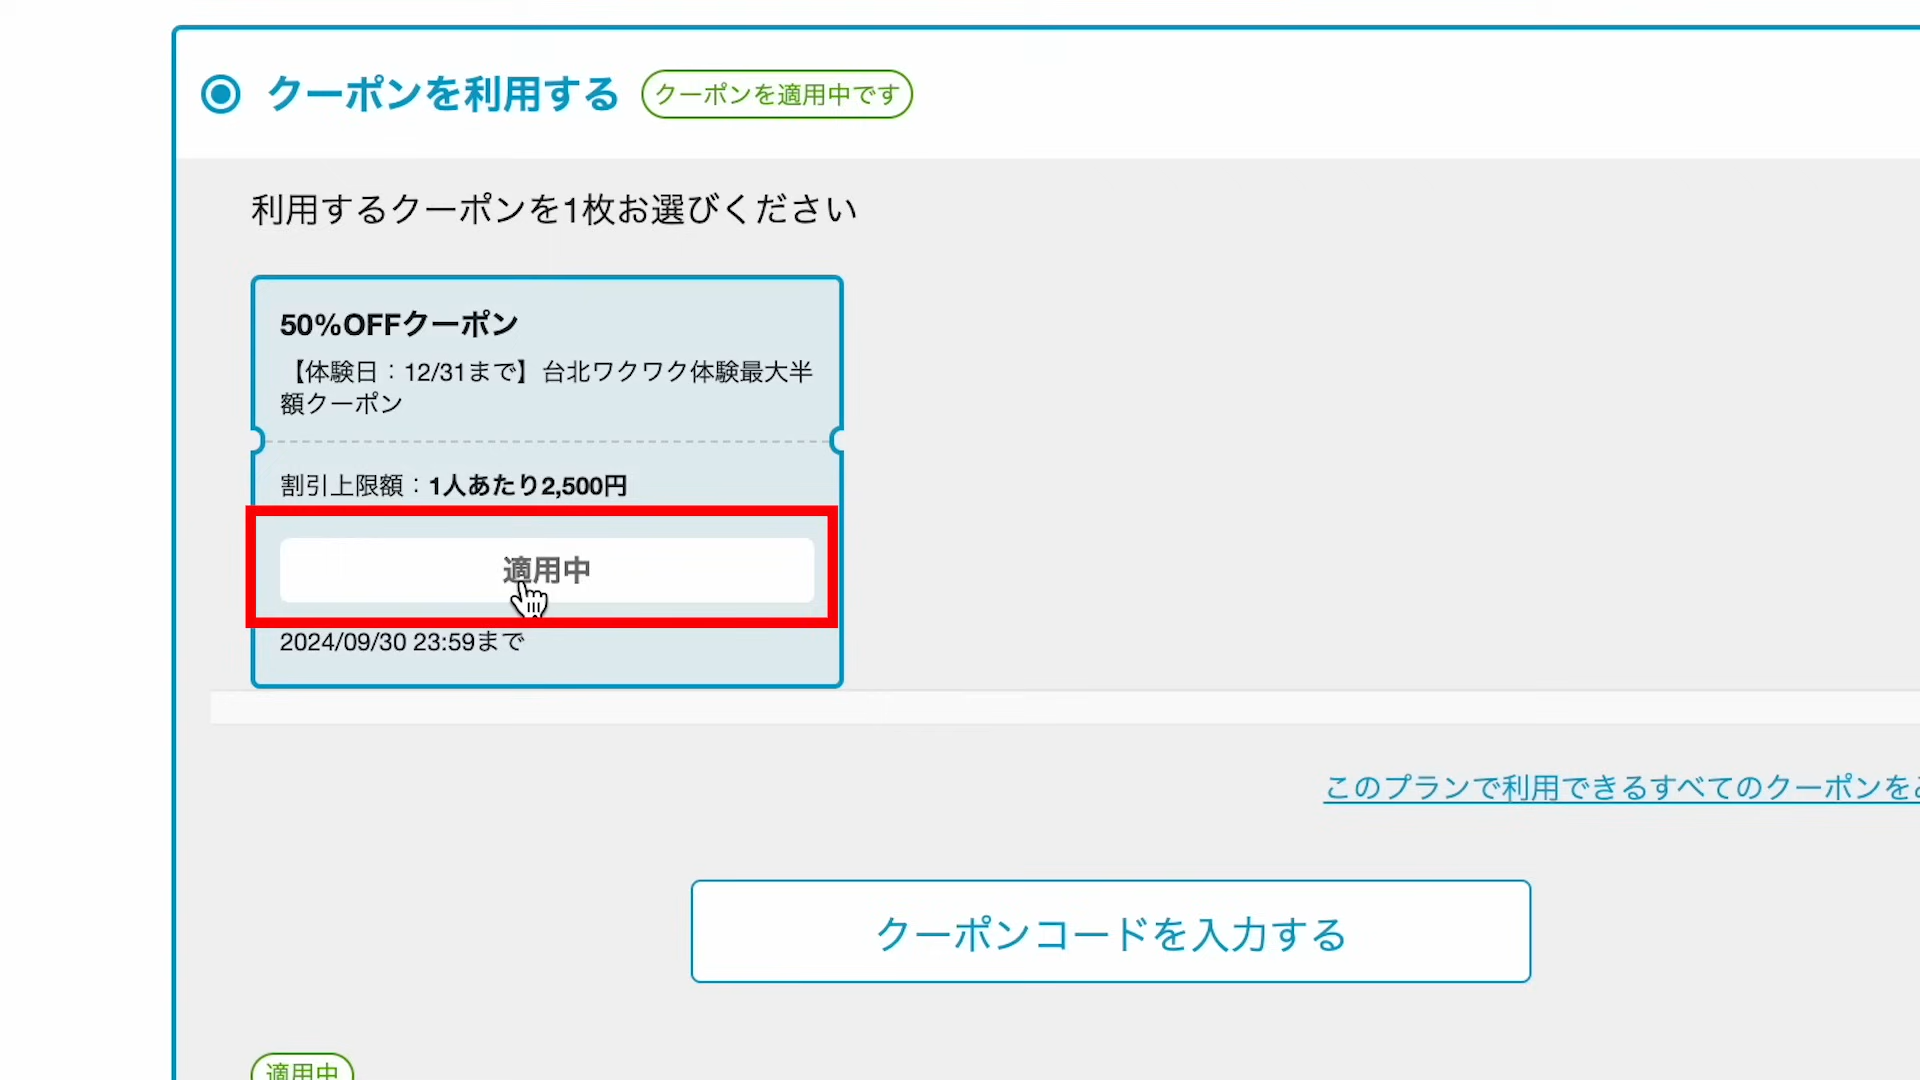 クーポンを利用する
クーポンを適用中です
利用するクーポンを1枚お選びください
50%OFFクーポン
【体験日：12/31まで】台北ワクワク体験最大半
額クーポン
割引上限額：1人あたり2,500円
適用中
2024/09/30 23:59まで
このプランで利用できるすべてのクーポンを
クーポンコードを入力する
適用中